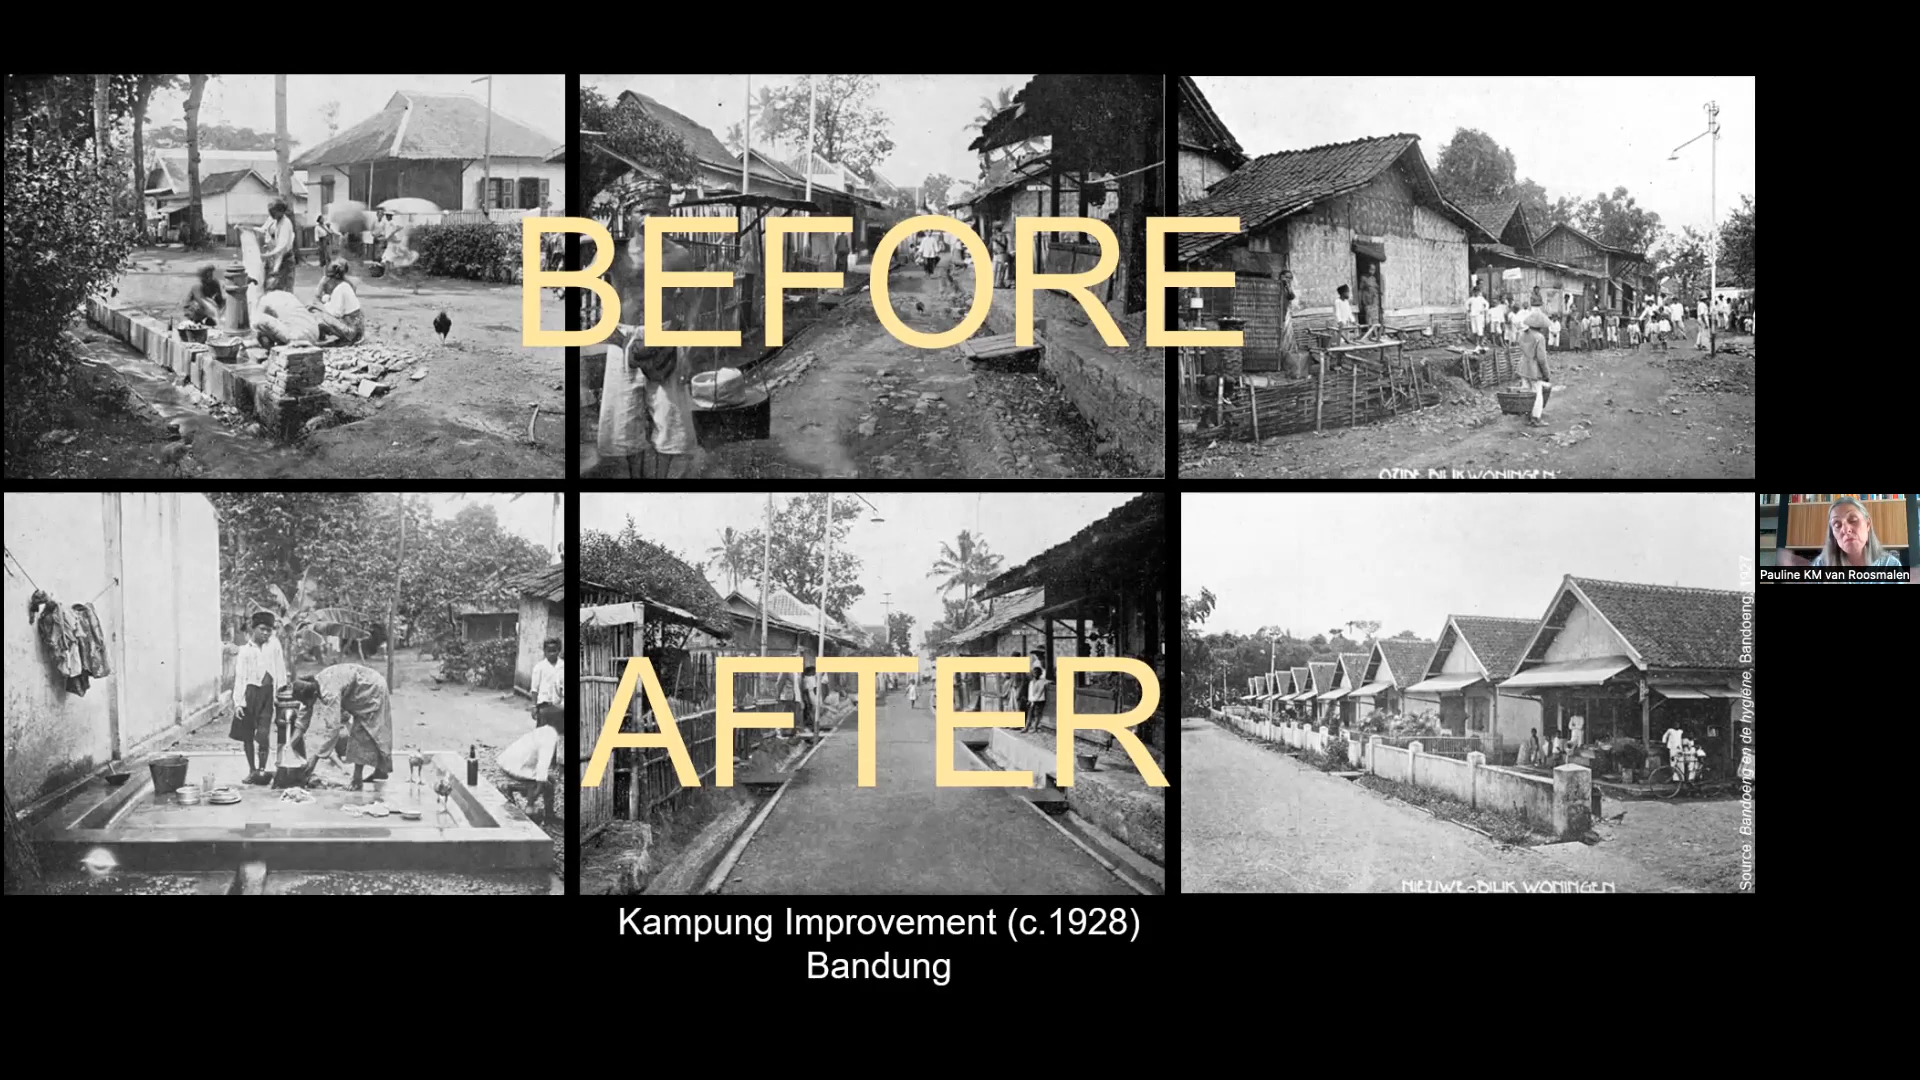 BEFORE
OUDE BILIK WONINGEN
AFTER
NIEUWE-BILIK WONINGEN
Source: Bandoeng en de hygiëne, Bandoeng: 1927
Pauline KM van Roosmalen
Kampung Improvement (c.1928)
Bandung